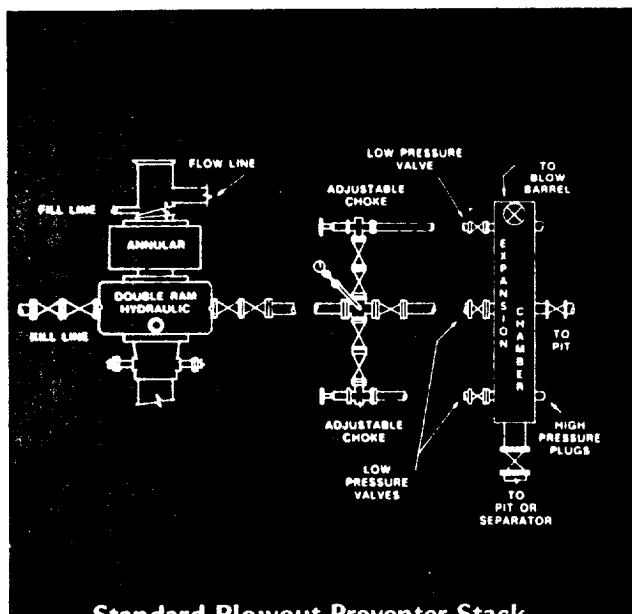 FLOW LINE
FILL LINE
ANNULAR
DOUBLE RAM
HYDRAULIC
KILL LINE
ADJUSTABLE
CHOKE
ADJUSTABLE
CHOKE
LOW PRESSURE
VALVE
TO
BLOW
BARREL
EXPANSION
CHAMBER
TO
PIT
LOW
PRESSURE
VALVES
HIGH
PRESSURE
PLUGS
TO
PIT OR
SEPARATOR
Standard Blowout Preventer Stack